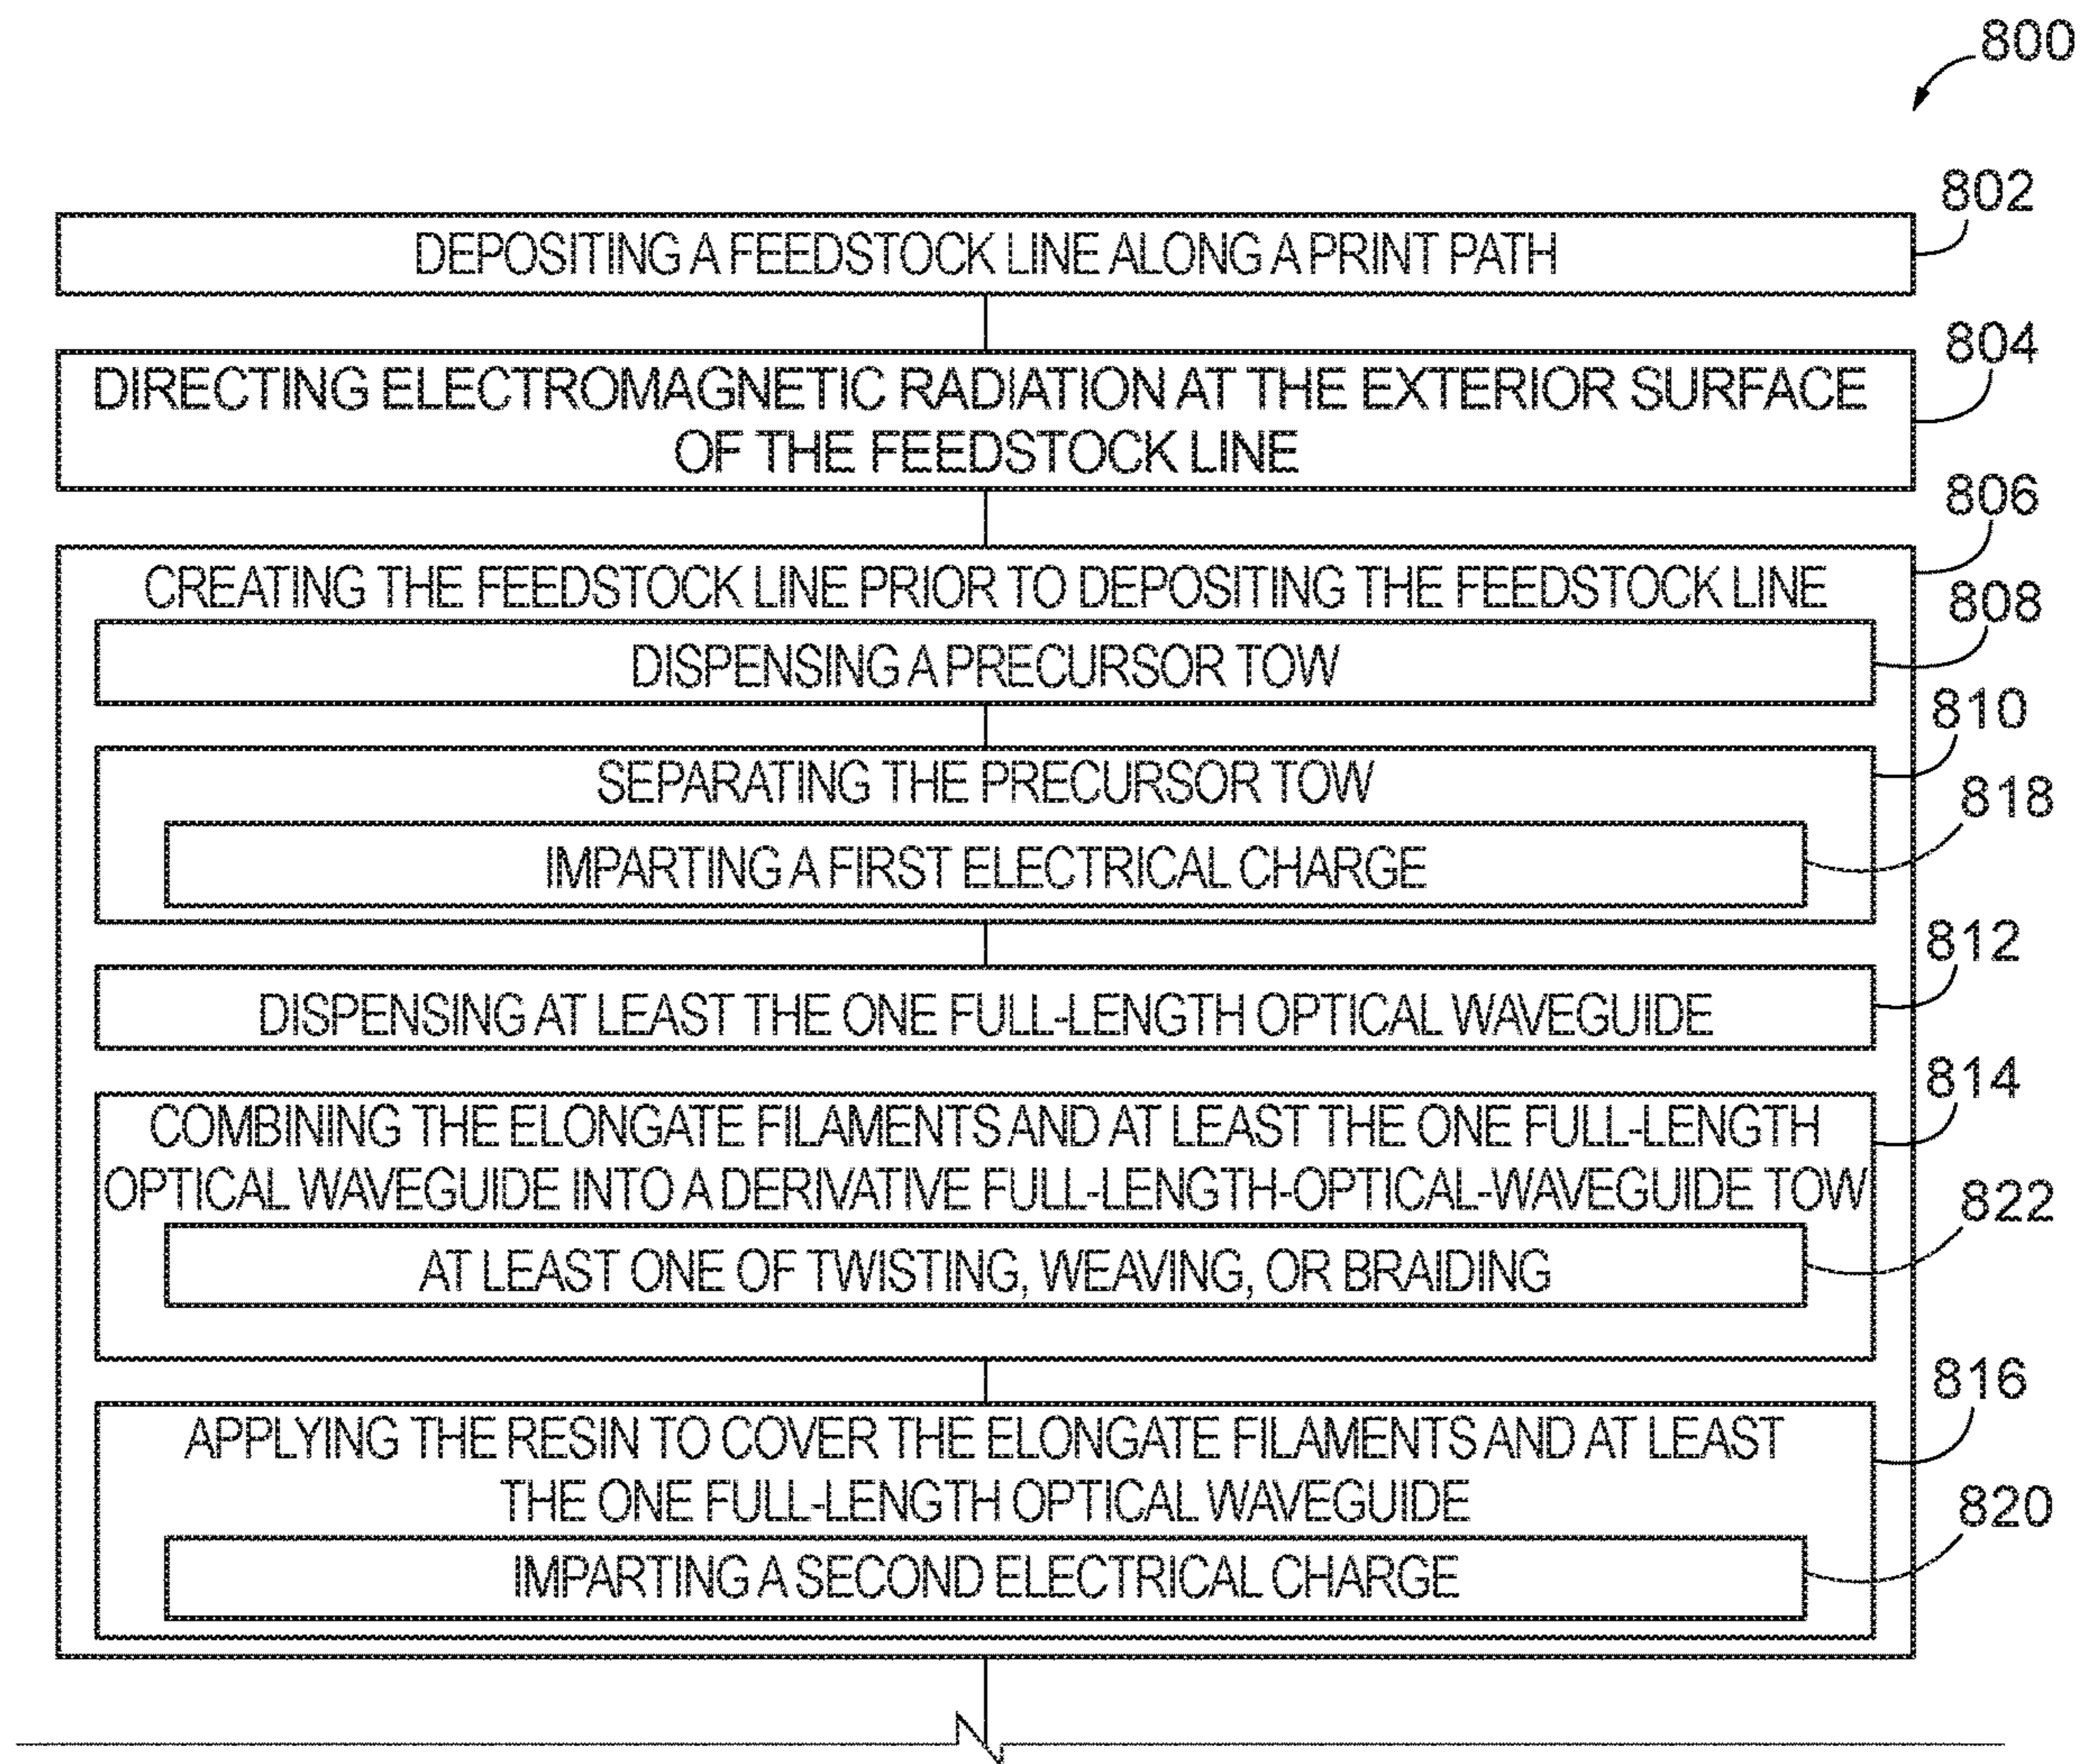 800
802
DEPOSITING A FEEDSTOCK LINE ALONG A PRINT PATH
804
DIRECTING ELECTROMAGNETIC RADIATION AT THE EXTERIOR SURFACE
OF THE FEEDSTOCK LINE
806
CREATING THE FEEDSTOCK LINE PRIOR TO DEPOSITING THE FEEDSTOCK LINE
808
DISPENSING A PRECURSOR TOW
810
SEPARATING THE PRECURSOR TOW
818
IMPARTING A FIRST ELECTRICAL CHARGE
812
DISPENSING AT LEAST THE ONE FULL-LENGTH OPTICAL WAVEGUIDE
814
COMBINING THE ELONGATE FILAMENTS AND AT LEAST THE ONE FULL-LENGTH
OPTICAL WAVEGUIDE INTO A DERIVATIVE FULL-LENGTH-OPTICAL-WAVEGUIDE TOW
822
AT LEAST ONE OF TWISTING, WEAVING, OR BRAIDING
816
APPLYING THE RESIN TO COVER THE ELONGATE FILAMENTS AND AT LEAST
THE ONE FULL-LENGTH OPTICAL WAVEGUIDE
820
IMPARTING A SECOND ELECTRICAL CHARGE